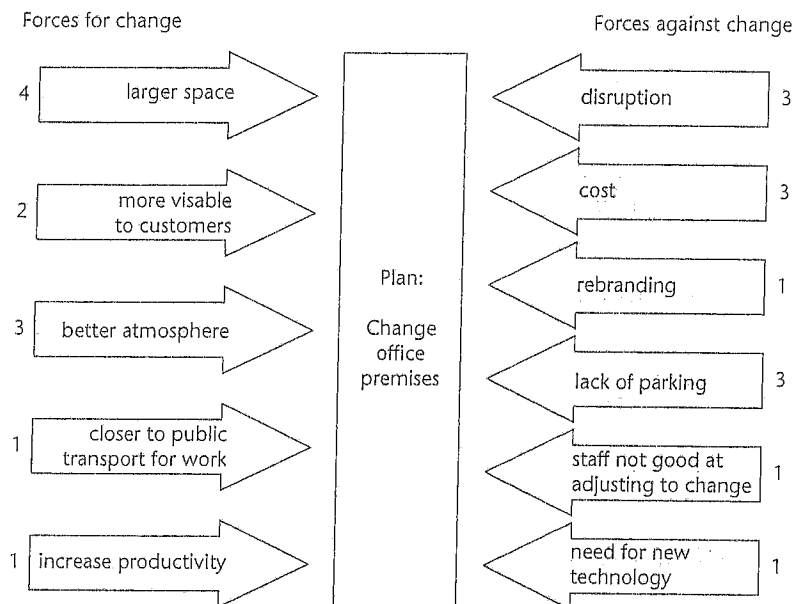 Forces for change
Forces against change
4
larger space
2
more visable
to customers
3
better atmosphere
1
closer to public
transport for work
1
increase productivity
Plan:
Change
office
premises
disruption
3
cost
3
rebranding
1
lack of parking
3
staff not good at
adjusting to change
1
need for new
technology
1